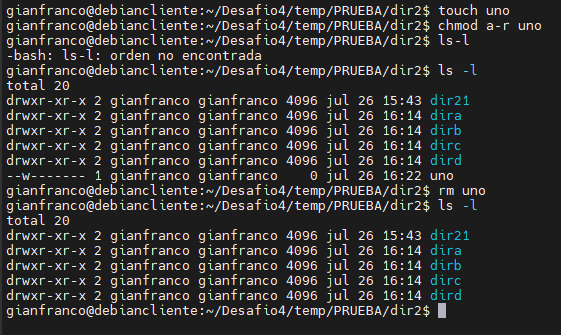 gianfranco@debiancliente:~/Desafio4/temp/PRUEBA/dir2$ touch uno
gianfranco@debiancliente:~/Desafio4/temp/PRUEBA/dir2$ chmod a-r uno
gianfranco@debiancliente:~/Desafio4/temp/PRUEBA/dir2$ ls-l
-bash: ls-l: orden no encontrada
gianfranco@debiancliente:~/Desafio4/temp/PRUEBA/dir2$ ls -l
total 20
drwxr-xr-x 2 gianfranco gianfranco 4096 jul 26 15:43 dir21
drwxr-xr-x 2 gianfranco gianfranco 4096 jul 26 16:14 dira
drwxr-xr-x 2 gianfranco gianfranco 4096 jul 26 16:14 dirb
drwxr-xr-x 2 gianfranco gianfranco 4096 jul 26 16:14 dirc
drwxr-xr-x 2 gianfranco gianfranco 4096 jul 26 16:14 dird
--w------- 1 gianfranco gianfranco    0 jul 26 16:22 uno
gianfranco@debiancliente:~/Desafio4/temp/PRUEBA/dir2$ rm uno
gianfranco@debiancliente:~/Desafio4/temp/PRUEBA/dir2$ ls -l
total 20
drwxr-xr-x 2 gianfranco gianfranco 4096 jul 26 15:43 dir21
drwxr-xr-x 2 gianfranco gianfranco 4096 jul 26 16:14 dira
drwxr-xr-x 2 gianfranco gianfranco 4096 jul 26 16:14 dirb
drwxr-xr-x 2 gianfranco gianfranco 4096 jul 26 16:14 dirc
drwxr-xr-x 2 gianfranco gianfranco 4096 jul 26 16:14 dird
gianfranco@debiancliente:~/Desafio4/temp/PRUEBA/dir2$